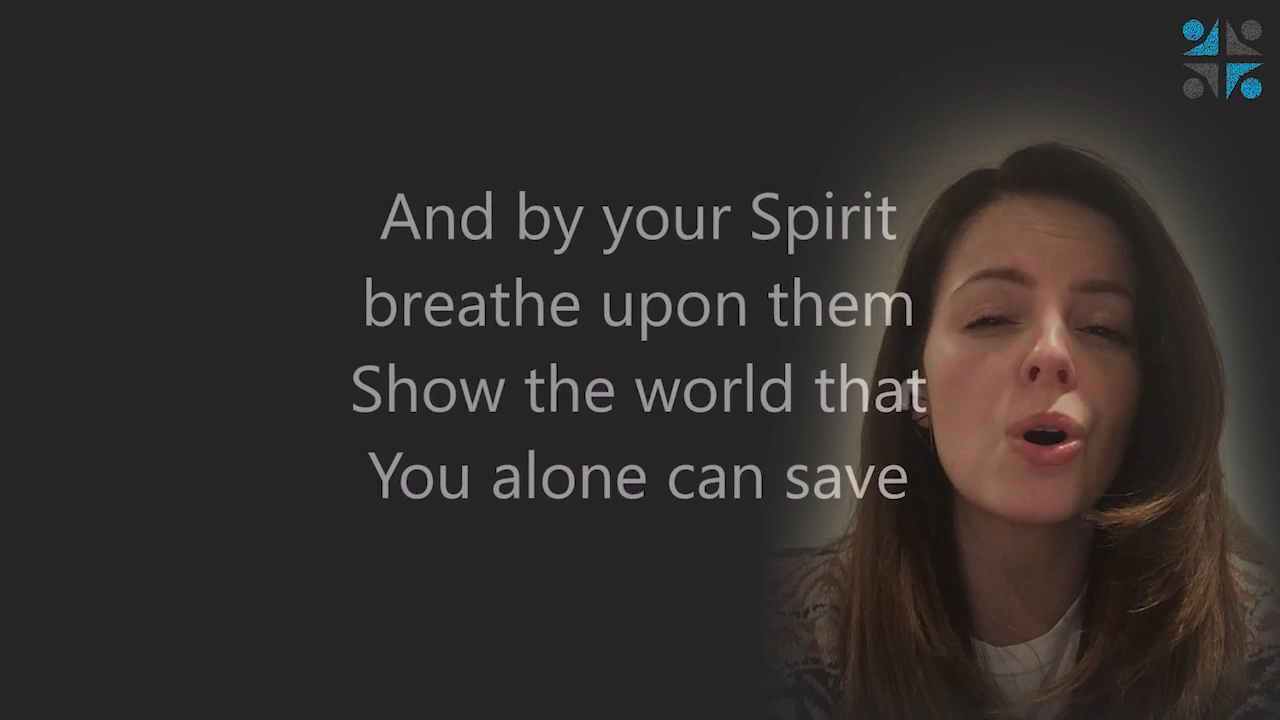 And by your Spirit
breathe upon them
Show the world that
You alone can save